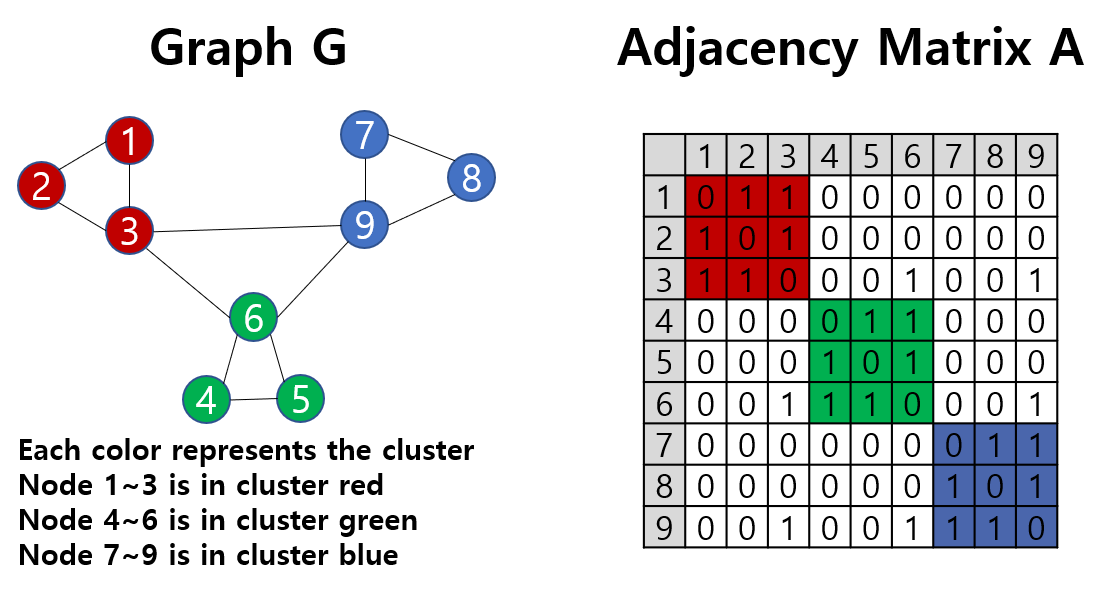 Graph G
Adjacency Matrix A
1
2
3
7
8
9
6
4
5
Each color represents the cluster
Node 1~3 is in cluster red
Node 4~6 is in cluster green
Node 7~9 is in cluster blue
1 2 3 4 5 6 7 8 9
1 0 1 1 0 0 0 0 0 0
2 1 0 1 0 0 0 0 0 0
3 1 1 0 0 0 1 0 0 1
4 0 0 0 0 1 1 0 0 0
5 0 0 0 1 0 1 0 0 0
6 0 0 1 1 1 0 0 0 1
7 0 0 0 0 0 0 0 1 1
8 0 0 0 0 0 0 1 0 1
9 0 0 1 0 0 1 1 1 0